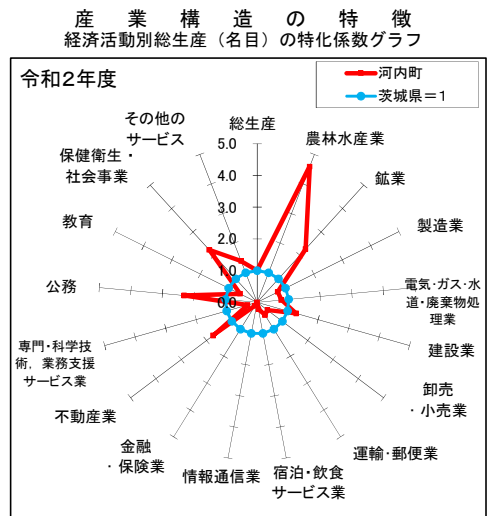 産業構造の特徴
経済活動別総生産（名目）の特化係数グラフ
令和2年度
河内町
茨城県＝1
総生産
農林水産業
鉱業
製造業
電気･ガス･水
道･廃棄物処
理業
建設業
卸売
・小売業
運輸･郵便業
宿泊･飲食
サービス業
情報通信業
金融
・保険業
不動産業
専門・科学技
術，業務支援
サービス業
公務
教育
保健衛生・
社会事業
その他の
サービス
5.0
4.0
3.0
2.0
1.0
0.0